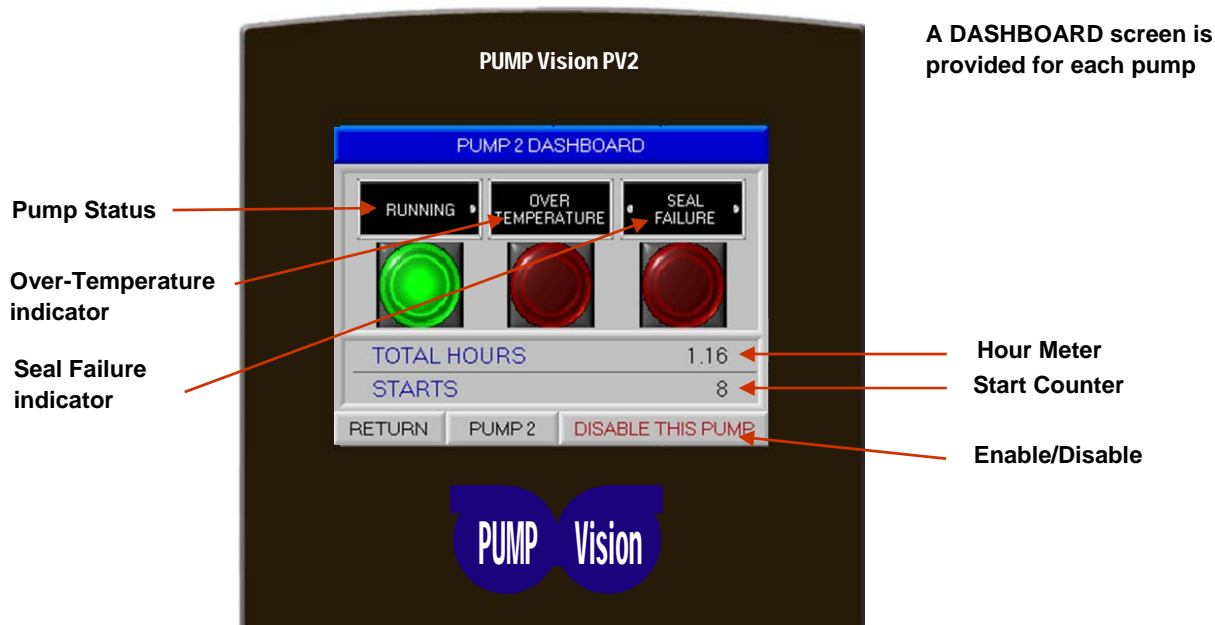 A DASHBOARD screen is
provided for each pump
PUMP Vision PV2
PUMP 2 DASHBOARD
Pump Status
RUNNING
OVER
TEMPERATURE
SEAL
FAILURE
Over-Temperature
indicator
Seal Failure
indicator
TOTAL HOURS 1.16
STARTS 8
Hour Meter
Start Counter
RETURN
PUMP 2
DISABLE THIS PUMP
Enable/Disable
PUMP Vision